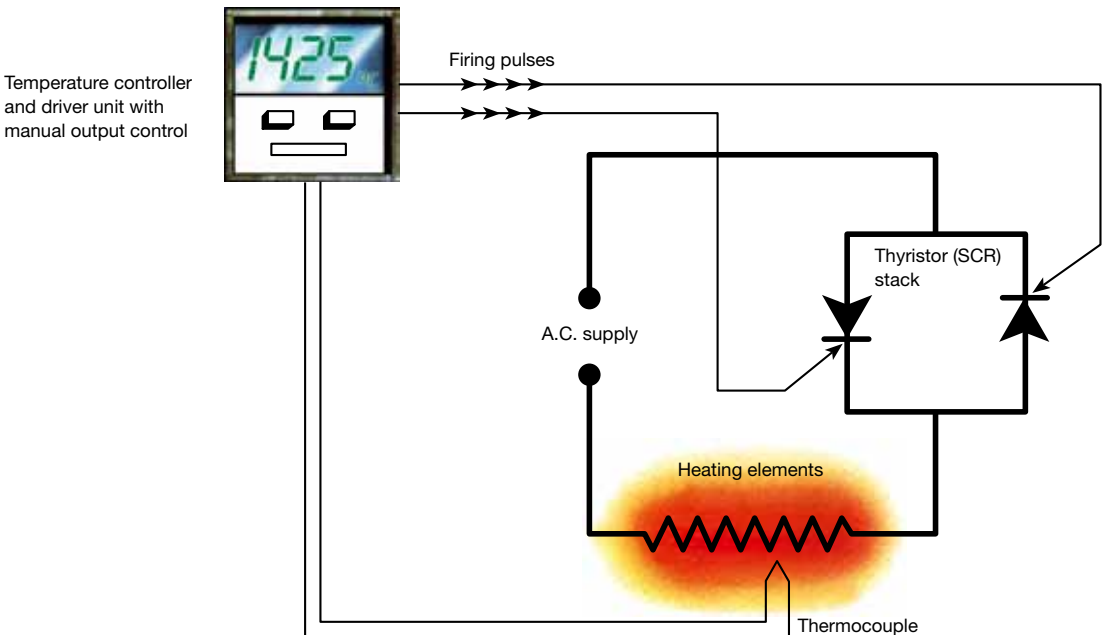 1425 °C
Firing pulses
Temperature controller
and driver unit with
manual output control
Thyristor (SCR)
stack
A.C. supply
Heating elements
Thermocouple